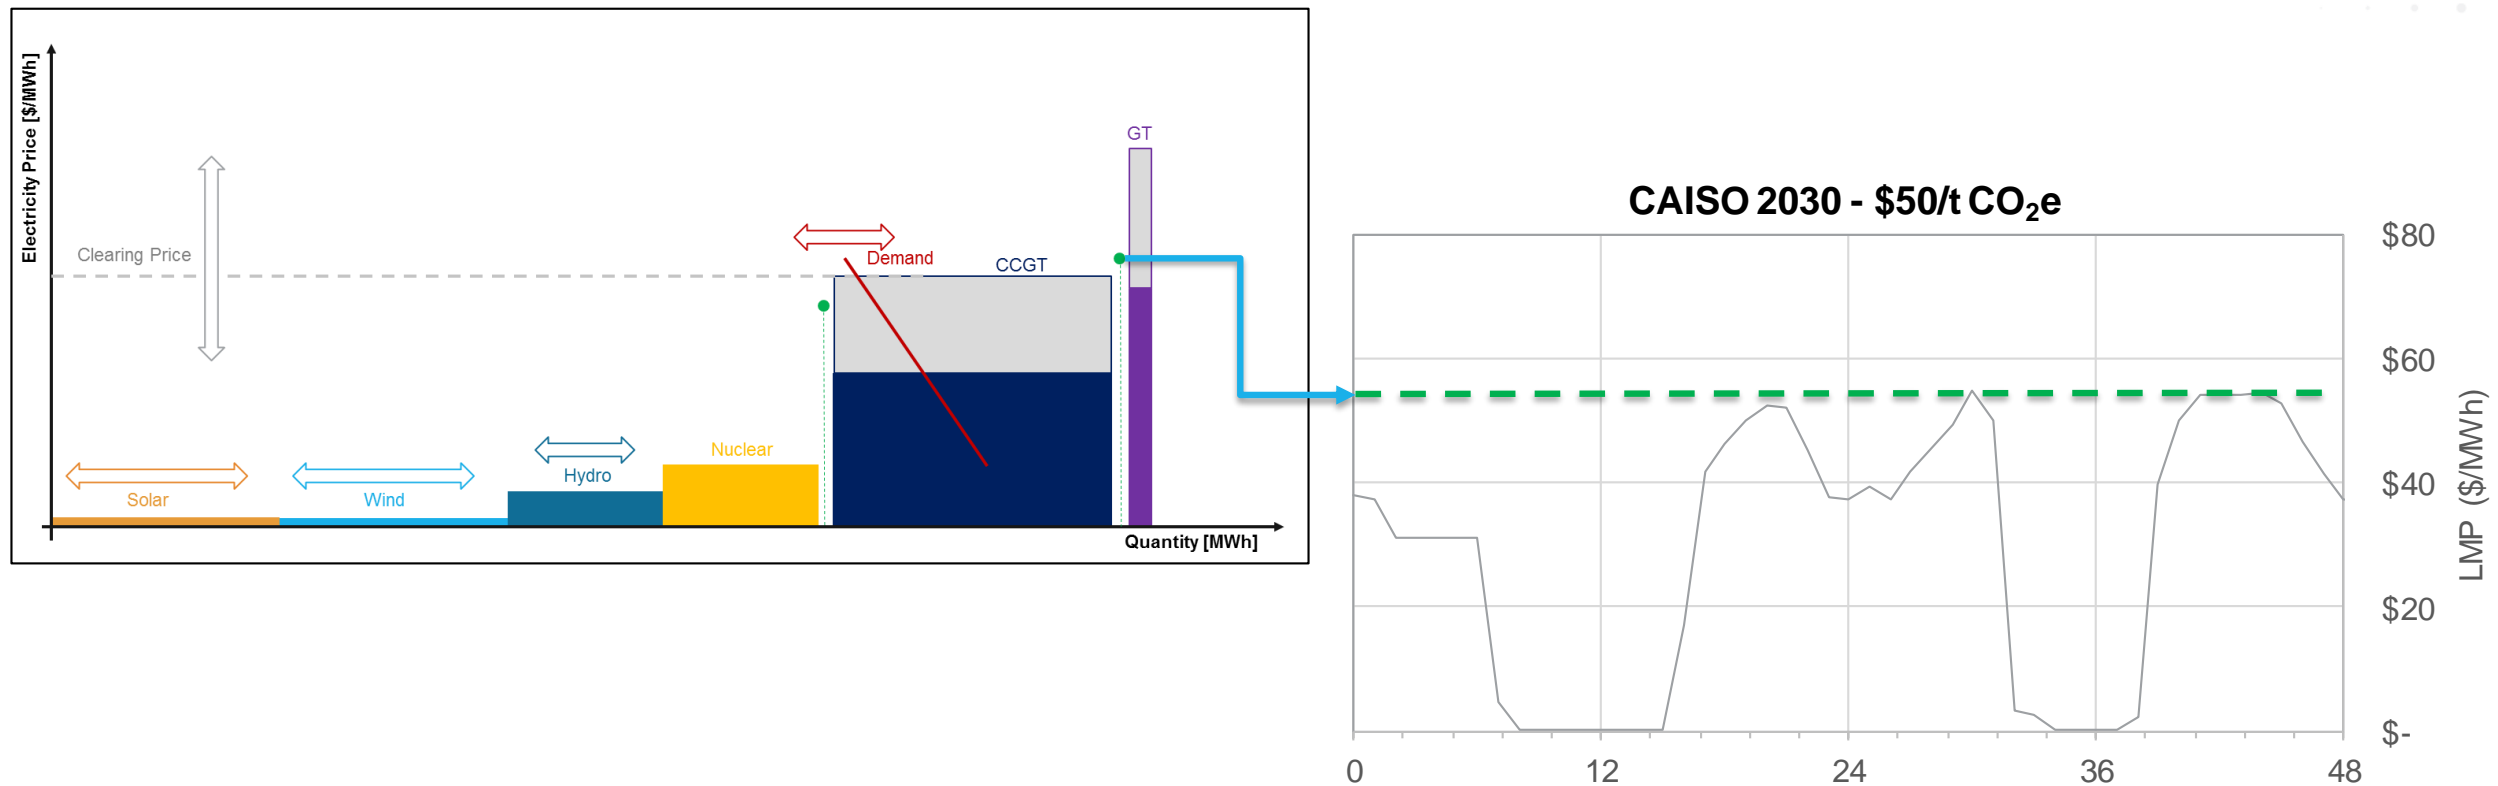 Electricity Price [$/MWh]
GT
Clearing Price
Demand
CCGT
Nuclear
Hydro
Solar
Wind
Quantity [MWh]
CAISO 2030 - $50/t CO₂e
$80
$60
$40
$20
$-
LMP ($/MWh)
0
12
24
36
48